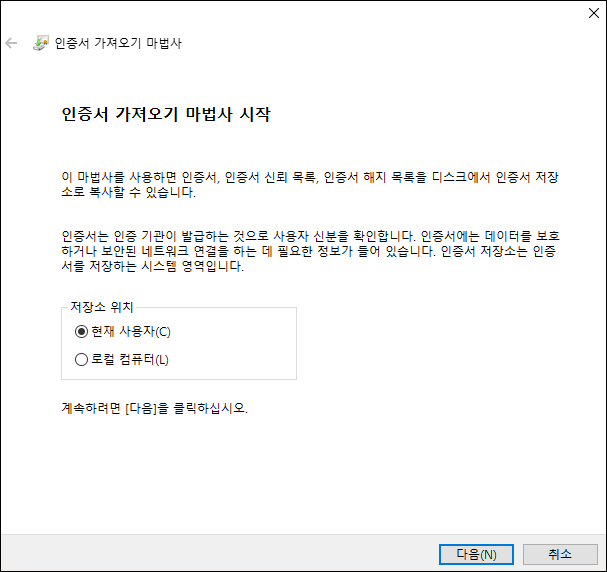 인증서 가져오기 마법사
인증서 가져오기 마법사 시작
이 마법사를 사용하면 인증서, 인증서 신뢰 목록, 인증서 해지 목록을 디스크에서 인증서 저장
소로 복사할 수 있습니다.
인증서는 인증 기관이 발급하는 것으로 사용자 신분을 확인합니다. 인증서에는 데이터를 보호
하거나 보안된 네트워크 연결을 하는 데 필요한 정보가 들어 있습니다. 인증서 저장소는 인증
서를 저장하는 시스템 영역입니다.
저장소 위치
현재 사용자(C)
로컬 컴퓨터(L)
계속하려면 [다음]을 클릭하십시오.
다음(N)
취소